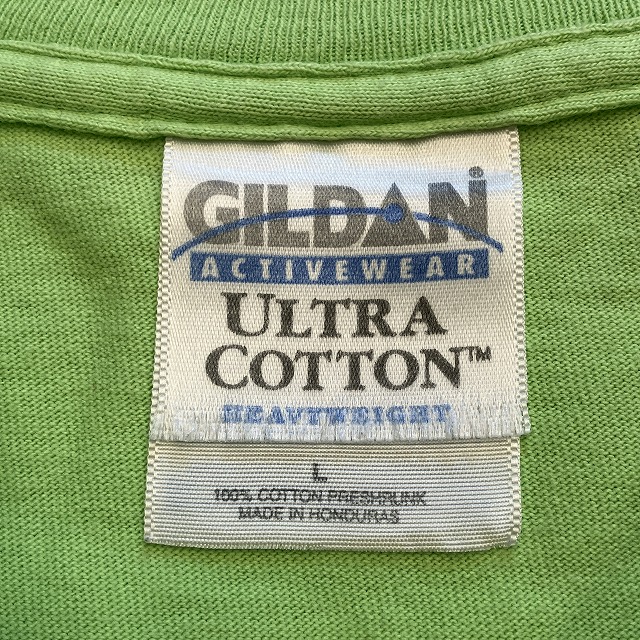 GILDAN®
ACTIVEWEAR
ULTRA
COTTON™
HEAVYWEIGHT
L
100% COTTON PRESHRUNK
MADE IN HONDURAS